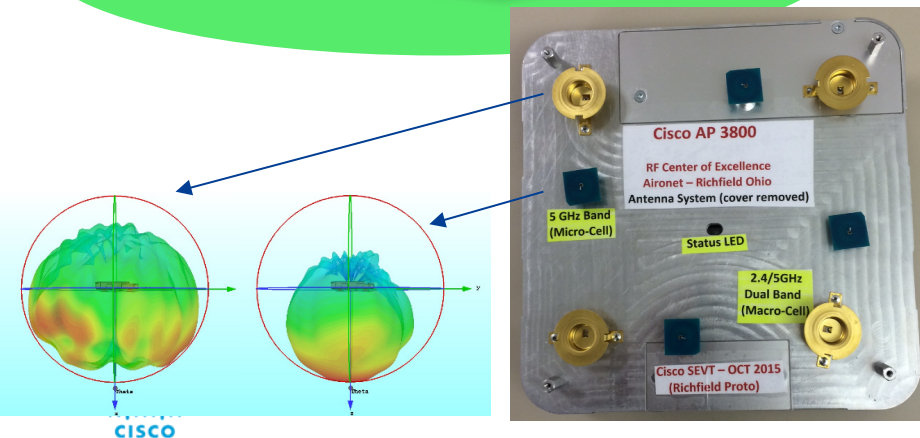 Cisco AP 3800
RF Center of Excellence
Aironet – Richfield Ohio
Antenna System (cover removed)
5 GHz Band
(Micro-Cell)
Status LED
2.4/5GHz
Dual Band
(Macro-Cell)
Cisco SEVT – OCT 2015
(Richfield Proto)
y
Theta
z
CISCO